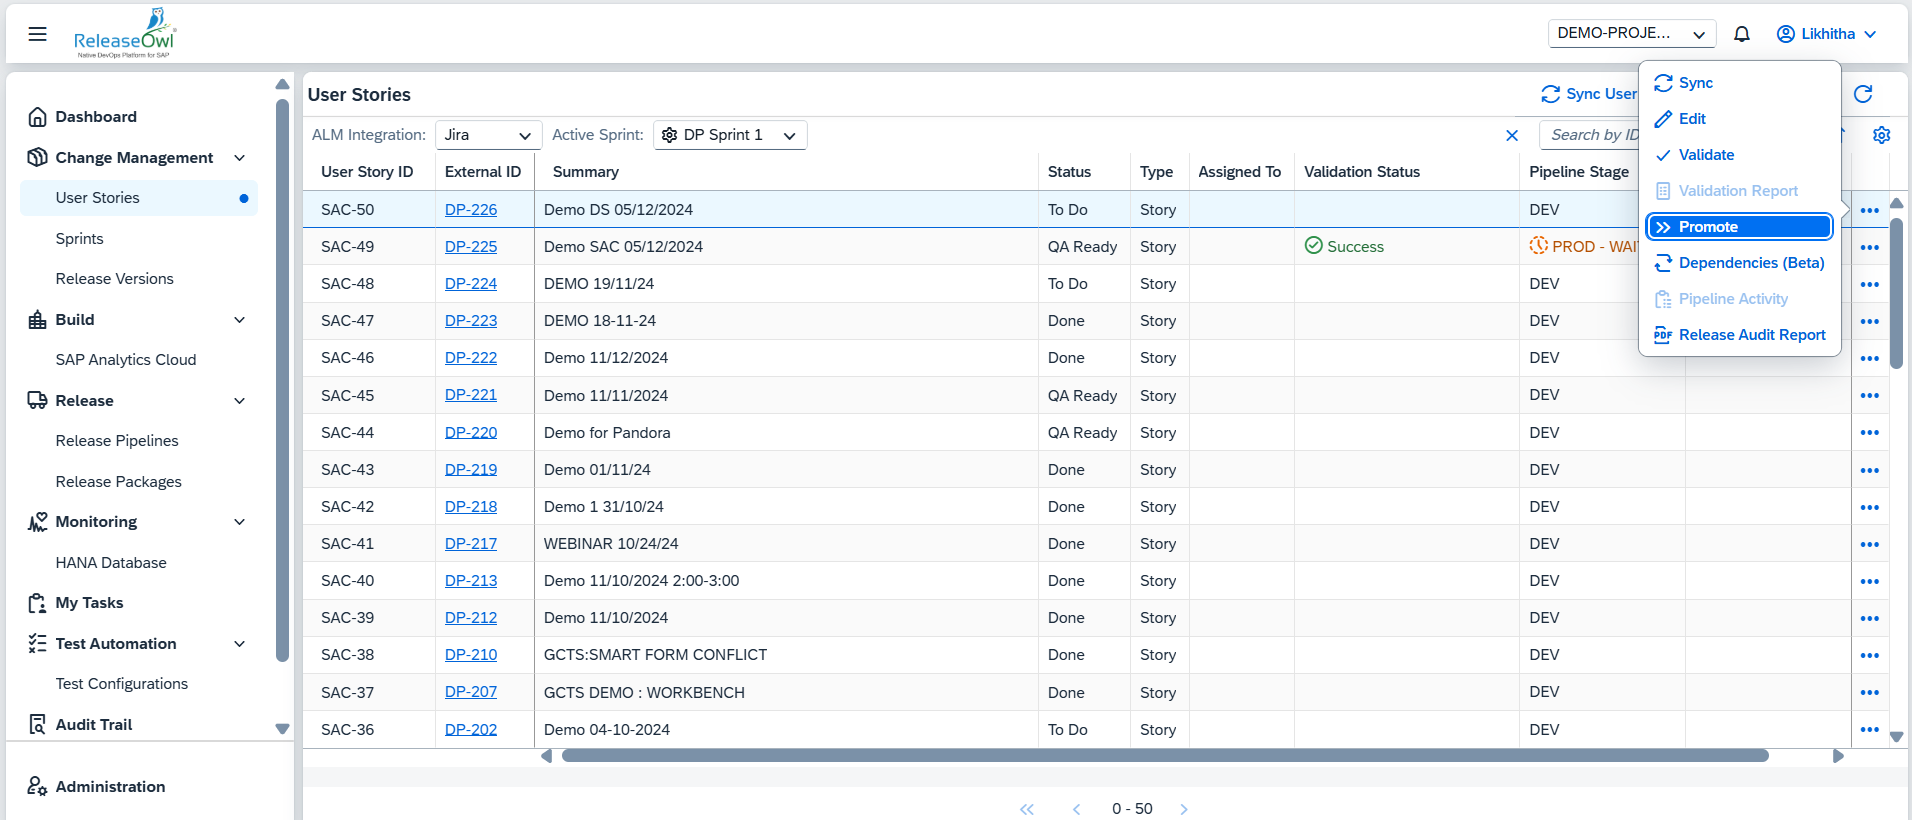 ReleaseOwl
Native DevOps Platform for SAP
DEMO-PROJE...
Likhitha
Dashboard
Change Management
User Stories
Sprints
Release Versions
Build
SAP Analytics Cloud
Release
Release Pipelines
Release Packages
Monitoring
HANA Database
My Tasks
Test Automation
Test Configurations
Audit Trail
Administration
User Stories
Sync User
ALM Integration: Jira Active Sprint: DP Sprint 1 Search by ID
User Story ID External ID Summary Status Type Assigned To Validation Status Pipeline Stage
SAC-50 DP-226 Demo DS 05/12/2024 To Do Story DEV
SAC-49 DP-225 Demo SAC 05/12/2024 QA Ready Story Success PROD - WAI
SAC-48 DP-224 DEMO 19/11/24 To Do Story DEV
SAC-47 DP-223 DEMO 18-11-24 Done Story DEV
SAC-46 DP-222 Demo 11/12/2024 Done Story DEV
SAC-45 DP-221 Demo 11/11/2024 QA Ready Story DEV
SAC-44 DP-220 Demo for Pandora QA Ready Story DEV
SAC-43 DP-219 Demo 01/11/24 Done Story DEV
SAC-42 DP-218 Demo 1 31/10/24 Done Story DEV
SAC-41 DP-217 WEBINAR 10/24/24 Done Story DEV
SAC-40 DP-213 Demo 11/10/2024 2:00-3:00 Done Story DEV
SAC-39 DP-212 Demo 11/10/2024 Done Story DEV
SAC-38 DP-210 GCTS:SMART FORM CONFLICT Done Story DEV
SAC-37 DP-207 GCTS DEMO : WORKBENCH Done Story DEV
SAC-36 DP-202 Demo 04-10-2024 To Do Story DEV
0 - 50
Sync
Edit
Validate
Validation Report
Promote
Dependencies (Beta)
Pipeline Activity
PDF Release Audit Report